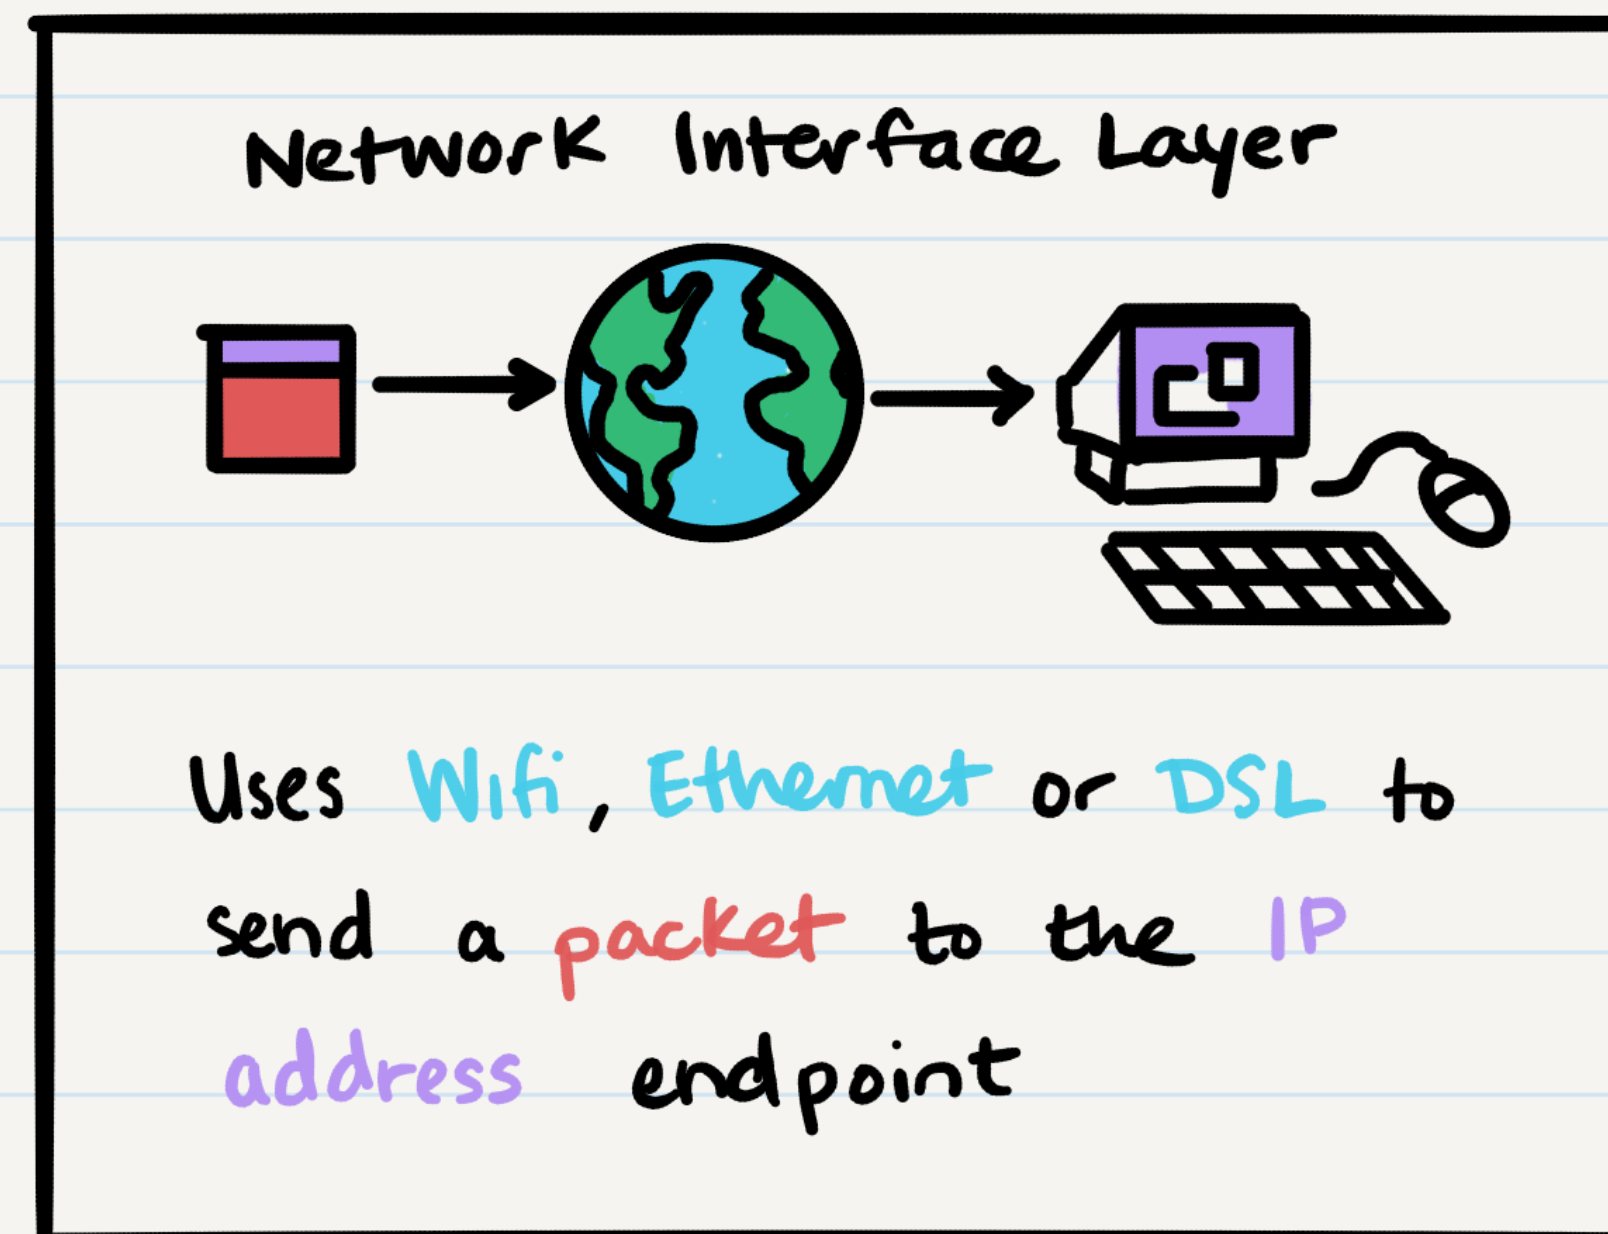 Network Interface Layer
Uses Wifi, Ethernet or DSL to
send a packet to the IP
address endpoint